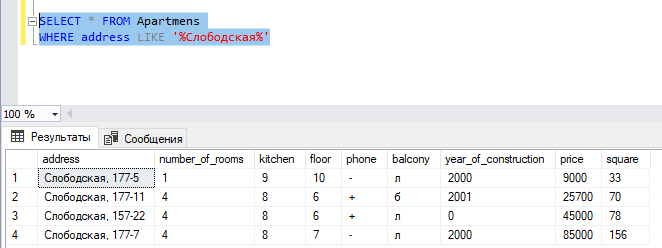 SELECT * FROM Apartmens
WHERE address LIKE '%Слободская%'
100 %
Результаты Сообщения
address number_of_rooms kitchen floor phone balcony year_of_construction price square
1 Слободская, 177-5 1 9 10 - л 2000 9000 33
2 Слободская, 177-11 4 8 6 + б 2001 25700 70
3 Слободская, 157-22 4 8 6 + л 0 45000 78
4 Слободская, 177-7 4 8 7 - л 2000 85000 156